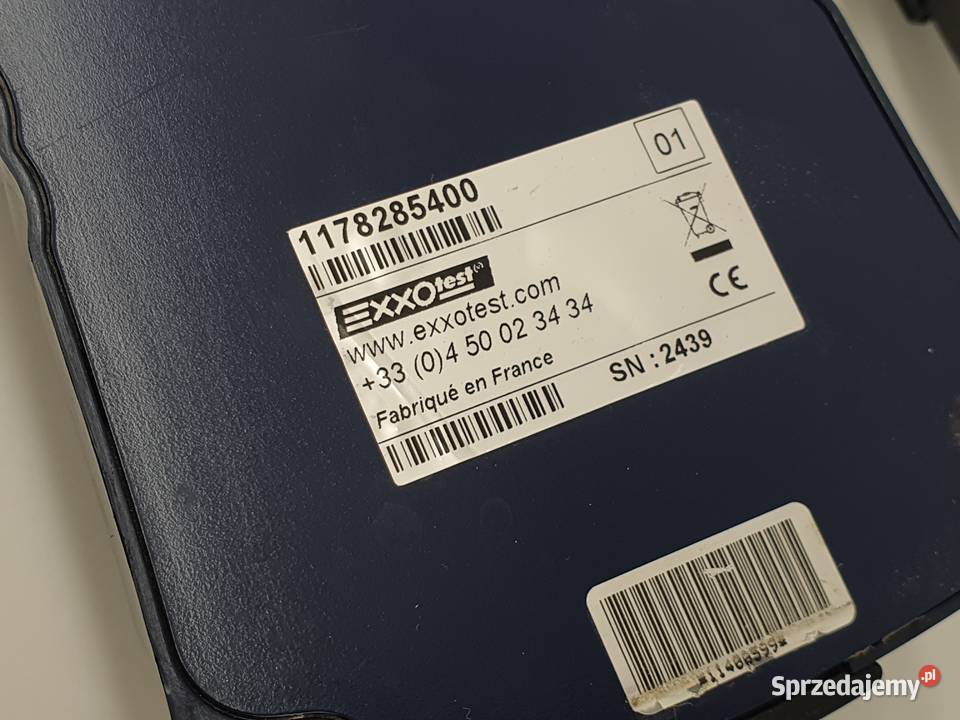 01
1178285400
EXXOtest
www.exxotest.com
+33 (0)4 50 02 34 34
Fabriqué en France
SN : 2439
CE
Sprzedajemy.pl